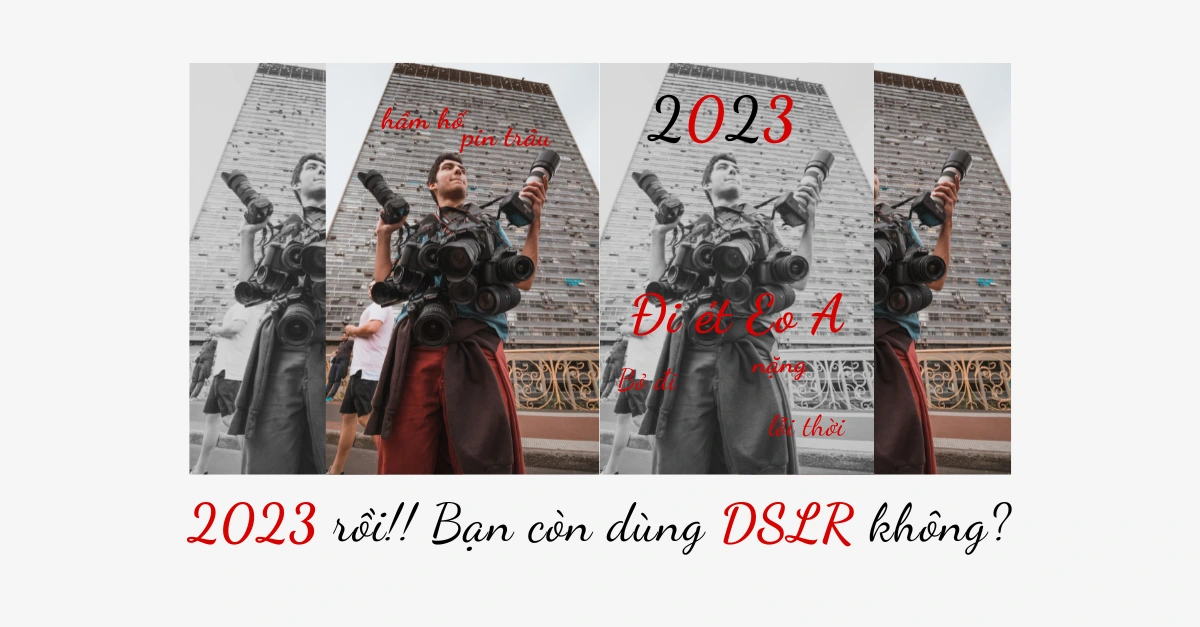 hầm hố
pin trâu
2023
Đi ét Eo A
nặng
Bỏ đi
lỗi thời
2023 rồi!! Bạn còn dùng DSLR không?